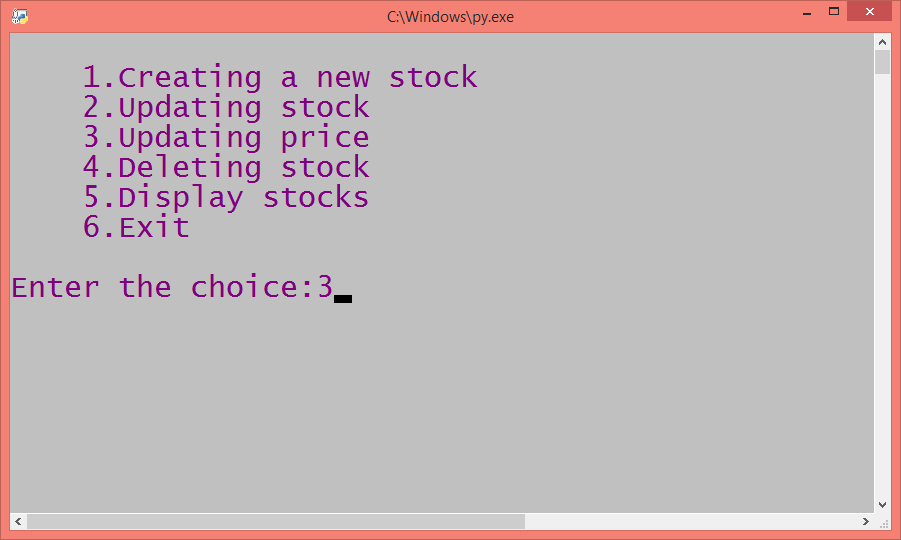 C:\Windows\py.exe
1.Creating a new stock
2.Updating stock
3.Updating price
4.Deleting stock
5.Display stocks
6.Exit
Enter the choice:3